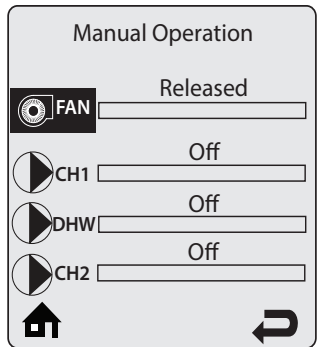 Manual Operation
Released
FAN
Off
CH1
Off
DHW
Off
CH2